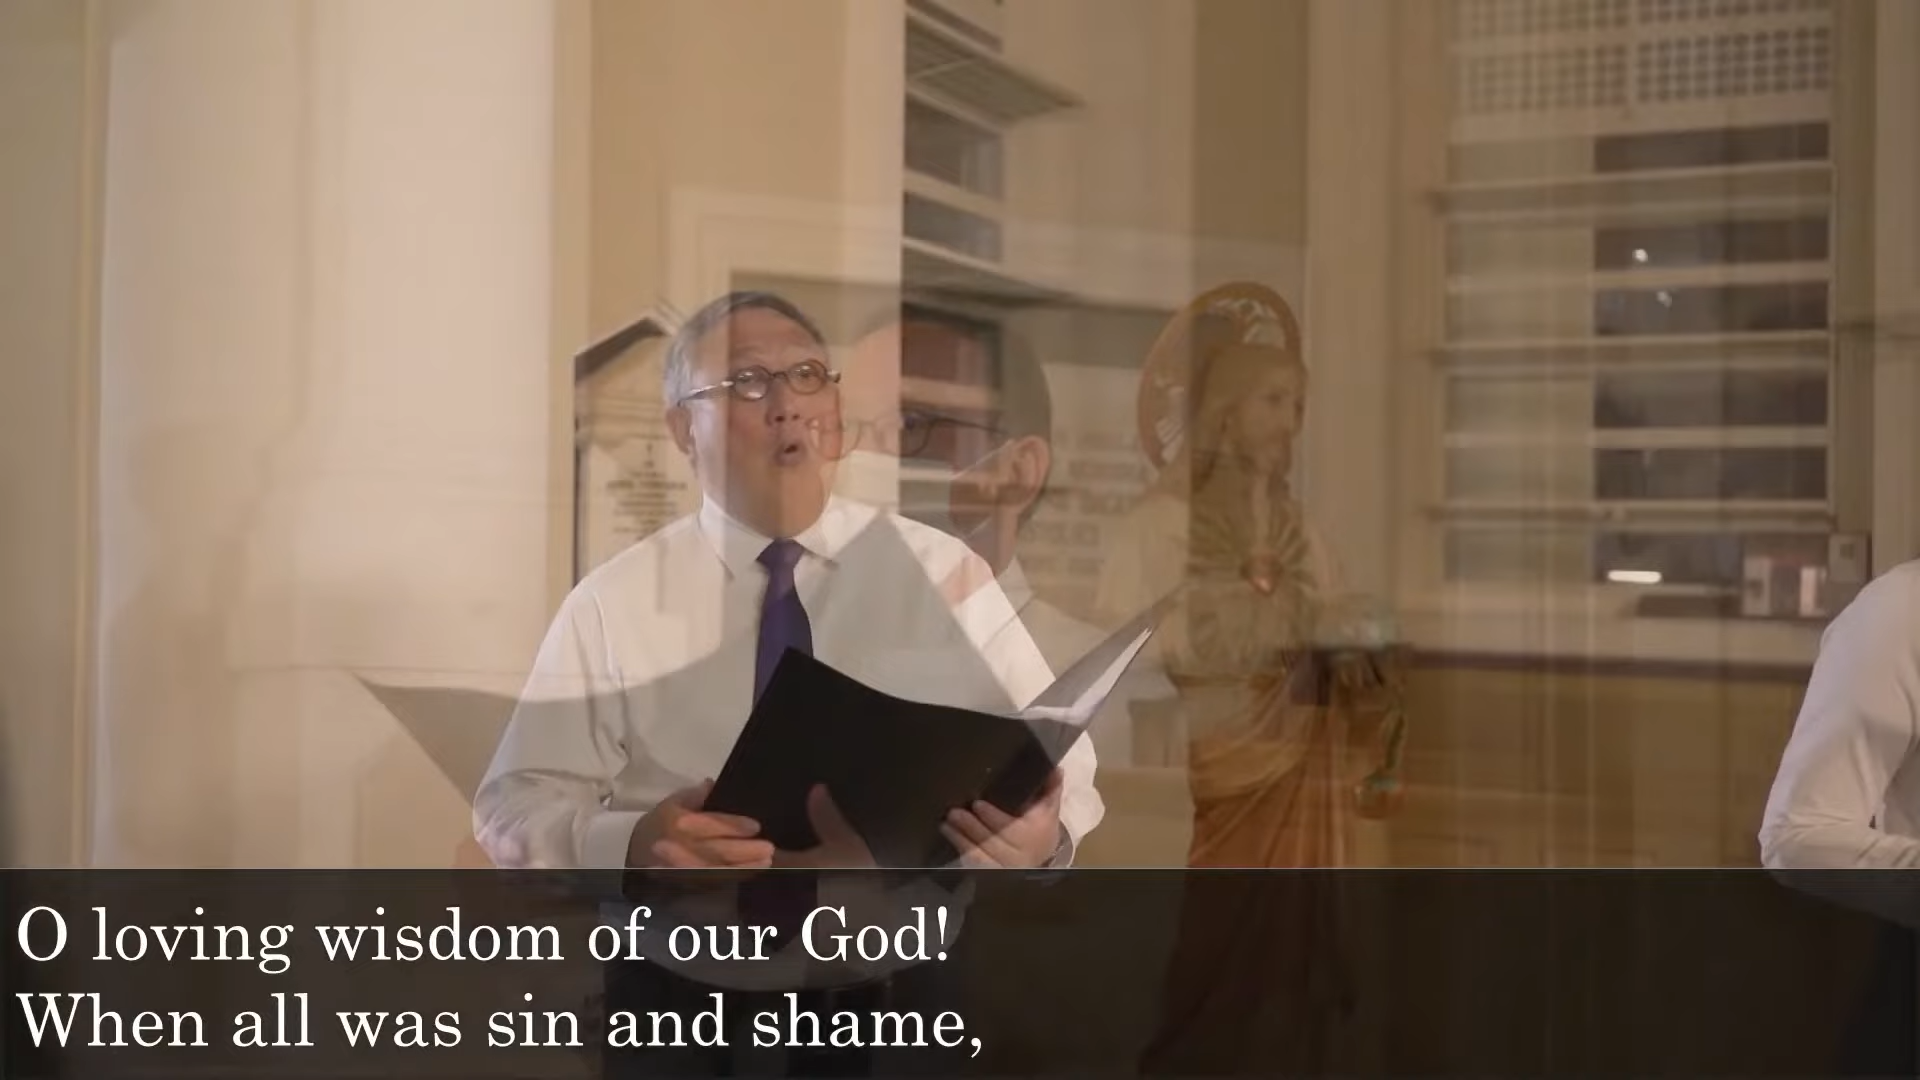 O loving wisdom of our God!
When all was sin and shame,